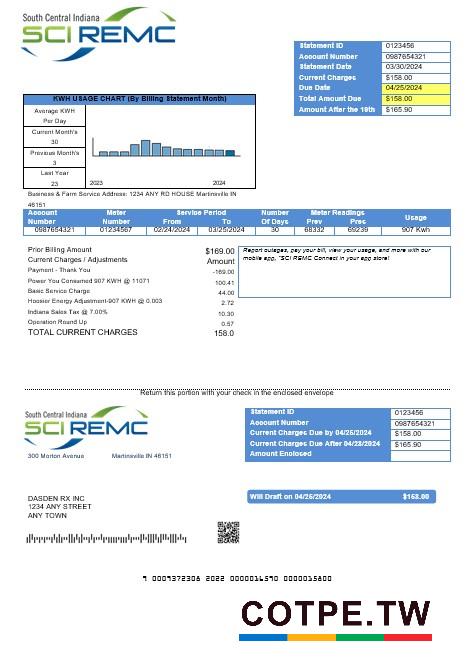 South Central Indiana
SCI REMC
Statement ID 0123456
Account Number 0987654321
Statement Date 03/30/2024
Current Charges $158.00
Due Date 04/25/2024
Total Amount Due $158.00
Amount After the 19th $165.90
KWH USAGE CHART (By Billing Statement Month)
Average KWH
Per Day
Current Month's
30
Previous Month's
3
Last Year
23
2023 2024
Business & Farm Service Address: 1234 ANY RD HOUSE Martinsville IN
46151
Account Number Meter Number Service Period From To Number Of Days Meter Readings Prev Pres Usage
0987654321 01234567 02/24/2024 03/25/2024 30 68332 69239 907 Kwh
Prior Billing Amount $169.00
Current Charges / Adjustments Amount
Payment - Thank You -169.00
Power You Consumed 907 KWH @ 11071 100.41
Basic Service Charge 44.00
Hoosier Energy Adjustment-907 KWH @ 0.003 2.72
Indiana Sales Tax @ 7.00% 10.30
Operation Round Up 0.57
TOTAL CURRENT CHARGES 158.0
Report outages, pay your bill, view your usage, and more with our
mobile app, "SCI REMC Connect in your app store!
Return this portion with your check in the enclosed envelope
South Central Indiana
SCI REMC
300 Morton Avenue Martinsville IN 46151
Statement ID 0123456
Account Number 0987654321
Current Charges Due by 04/25/2024 $158.00
Current Charges Due After 04/23/2024 $165.90
Amount Enclosed
Will Draft on 04/25/2024 $158.00
DASDEN RX INC
1234 ANY STREET
ANY TOWN
9 0009372308 2022 0000016590 0000015800
COTPE.TW